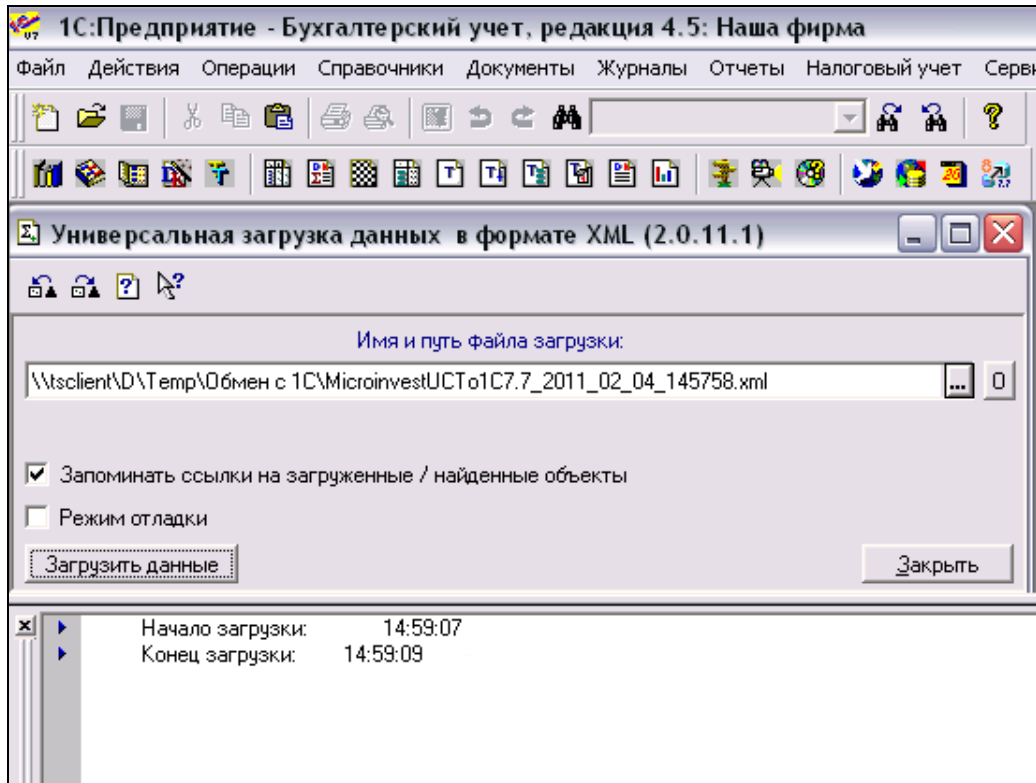 1С:Предприятие - Бухгалтерский учет, редакция 4.5: Наша фирма
Файл Действия Операции Справочники Документы Журналы Отчеты Налоговый учет
Универсальная загрузка данных в формате XML (2.0.11.1)
Имя и путь файла загрузки:
\\tsclient\D\Temp\Обмен с 1С\MicroinvestUCTo1C7.7_2011_02_04_145758.xml ... 0
Запоминать ссылки на загруженные / найденные объекты
Режим отладки
Загрузить данные Закрыть
Начало загрузки: 14:59:07
Конец загрузки: 14:59:09